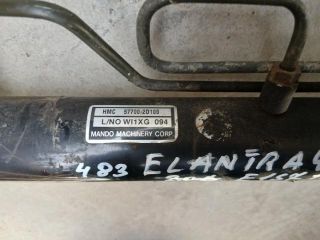 HMC 57700-2D100
L/NO WI1XG 094
MANDO MACHINERY CORP.
483 ELANTRA